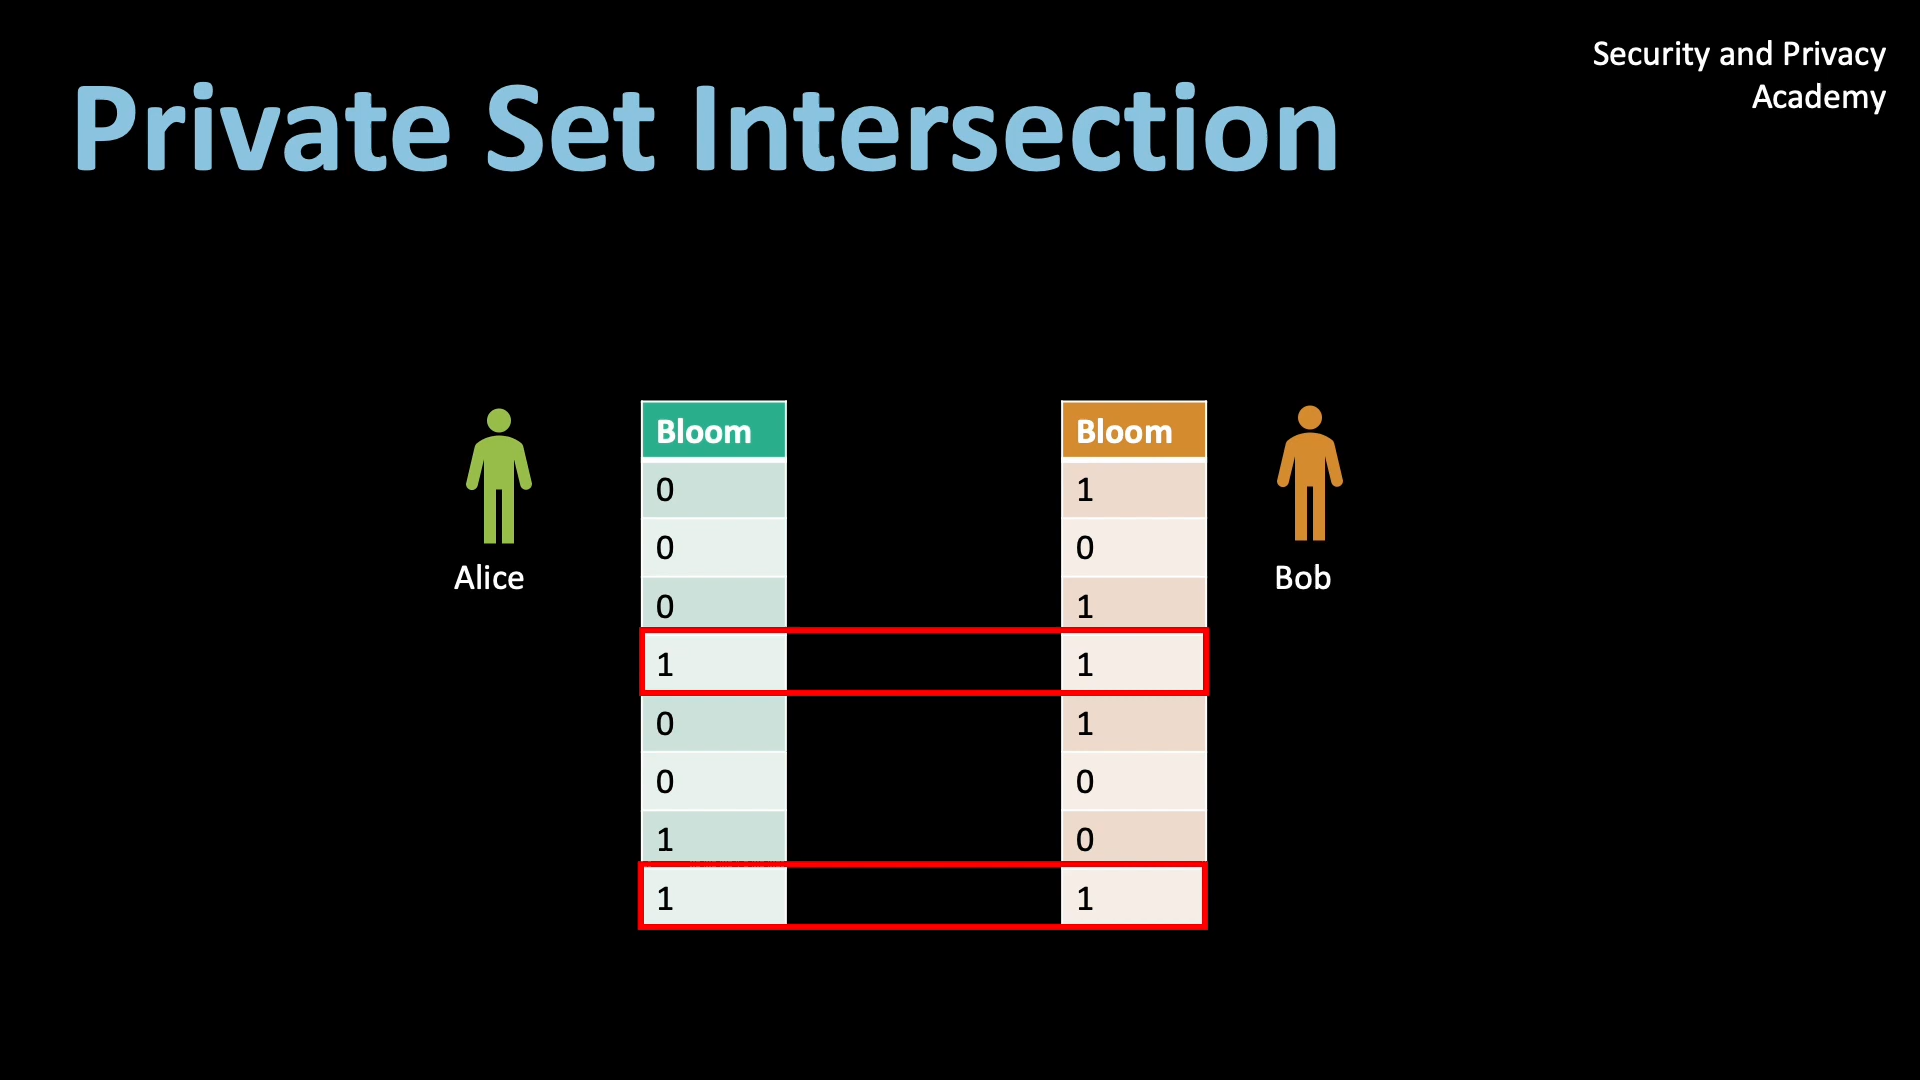 Security and Privacy
Academy
Private Set Intersection
Alice
Bob
Bloom Bloom
0 1
0 0
0 1
1 1
0 1
0 0
1 0
1 1